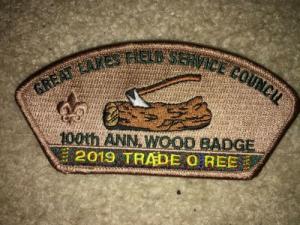 GREAT LAKES FIELD SERVICE COUNCIL
100th ANN. WOOD BADGE
2019 TRADE O REE